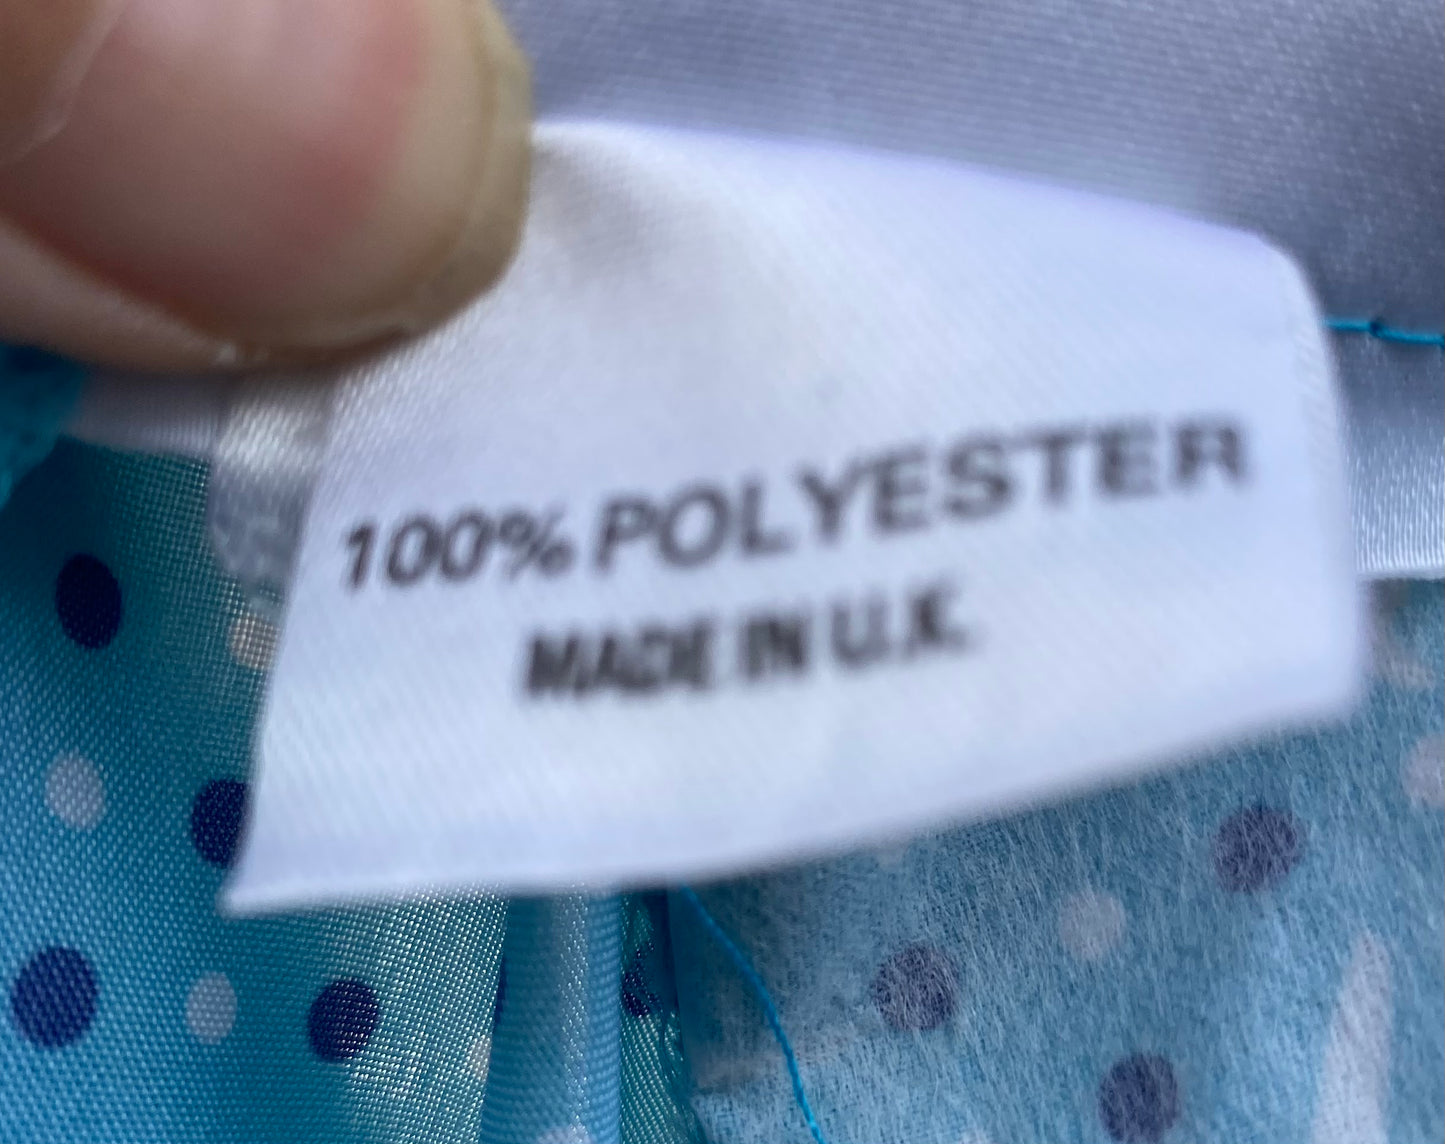 100% POLYESTER
MADE IN U.K.